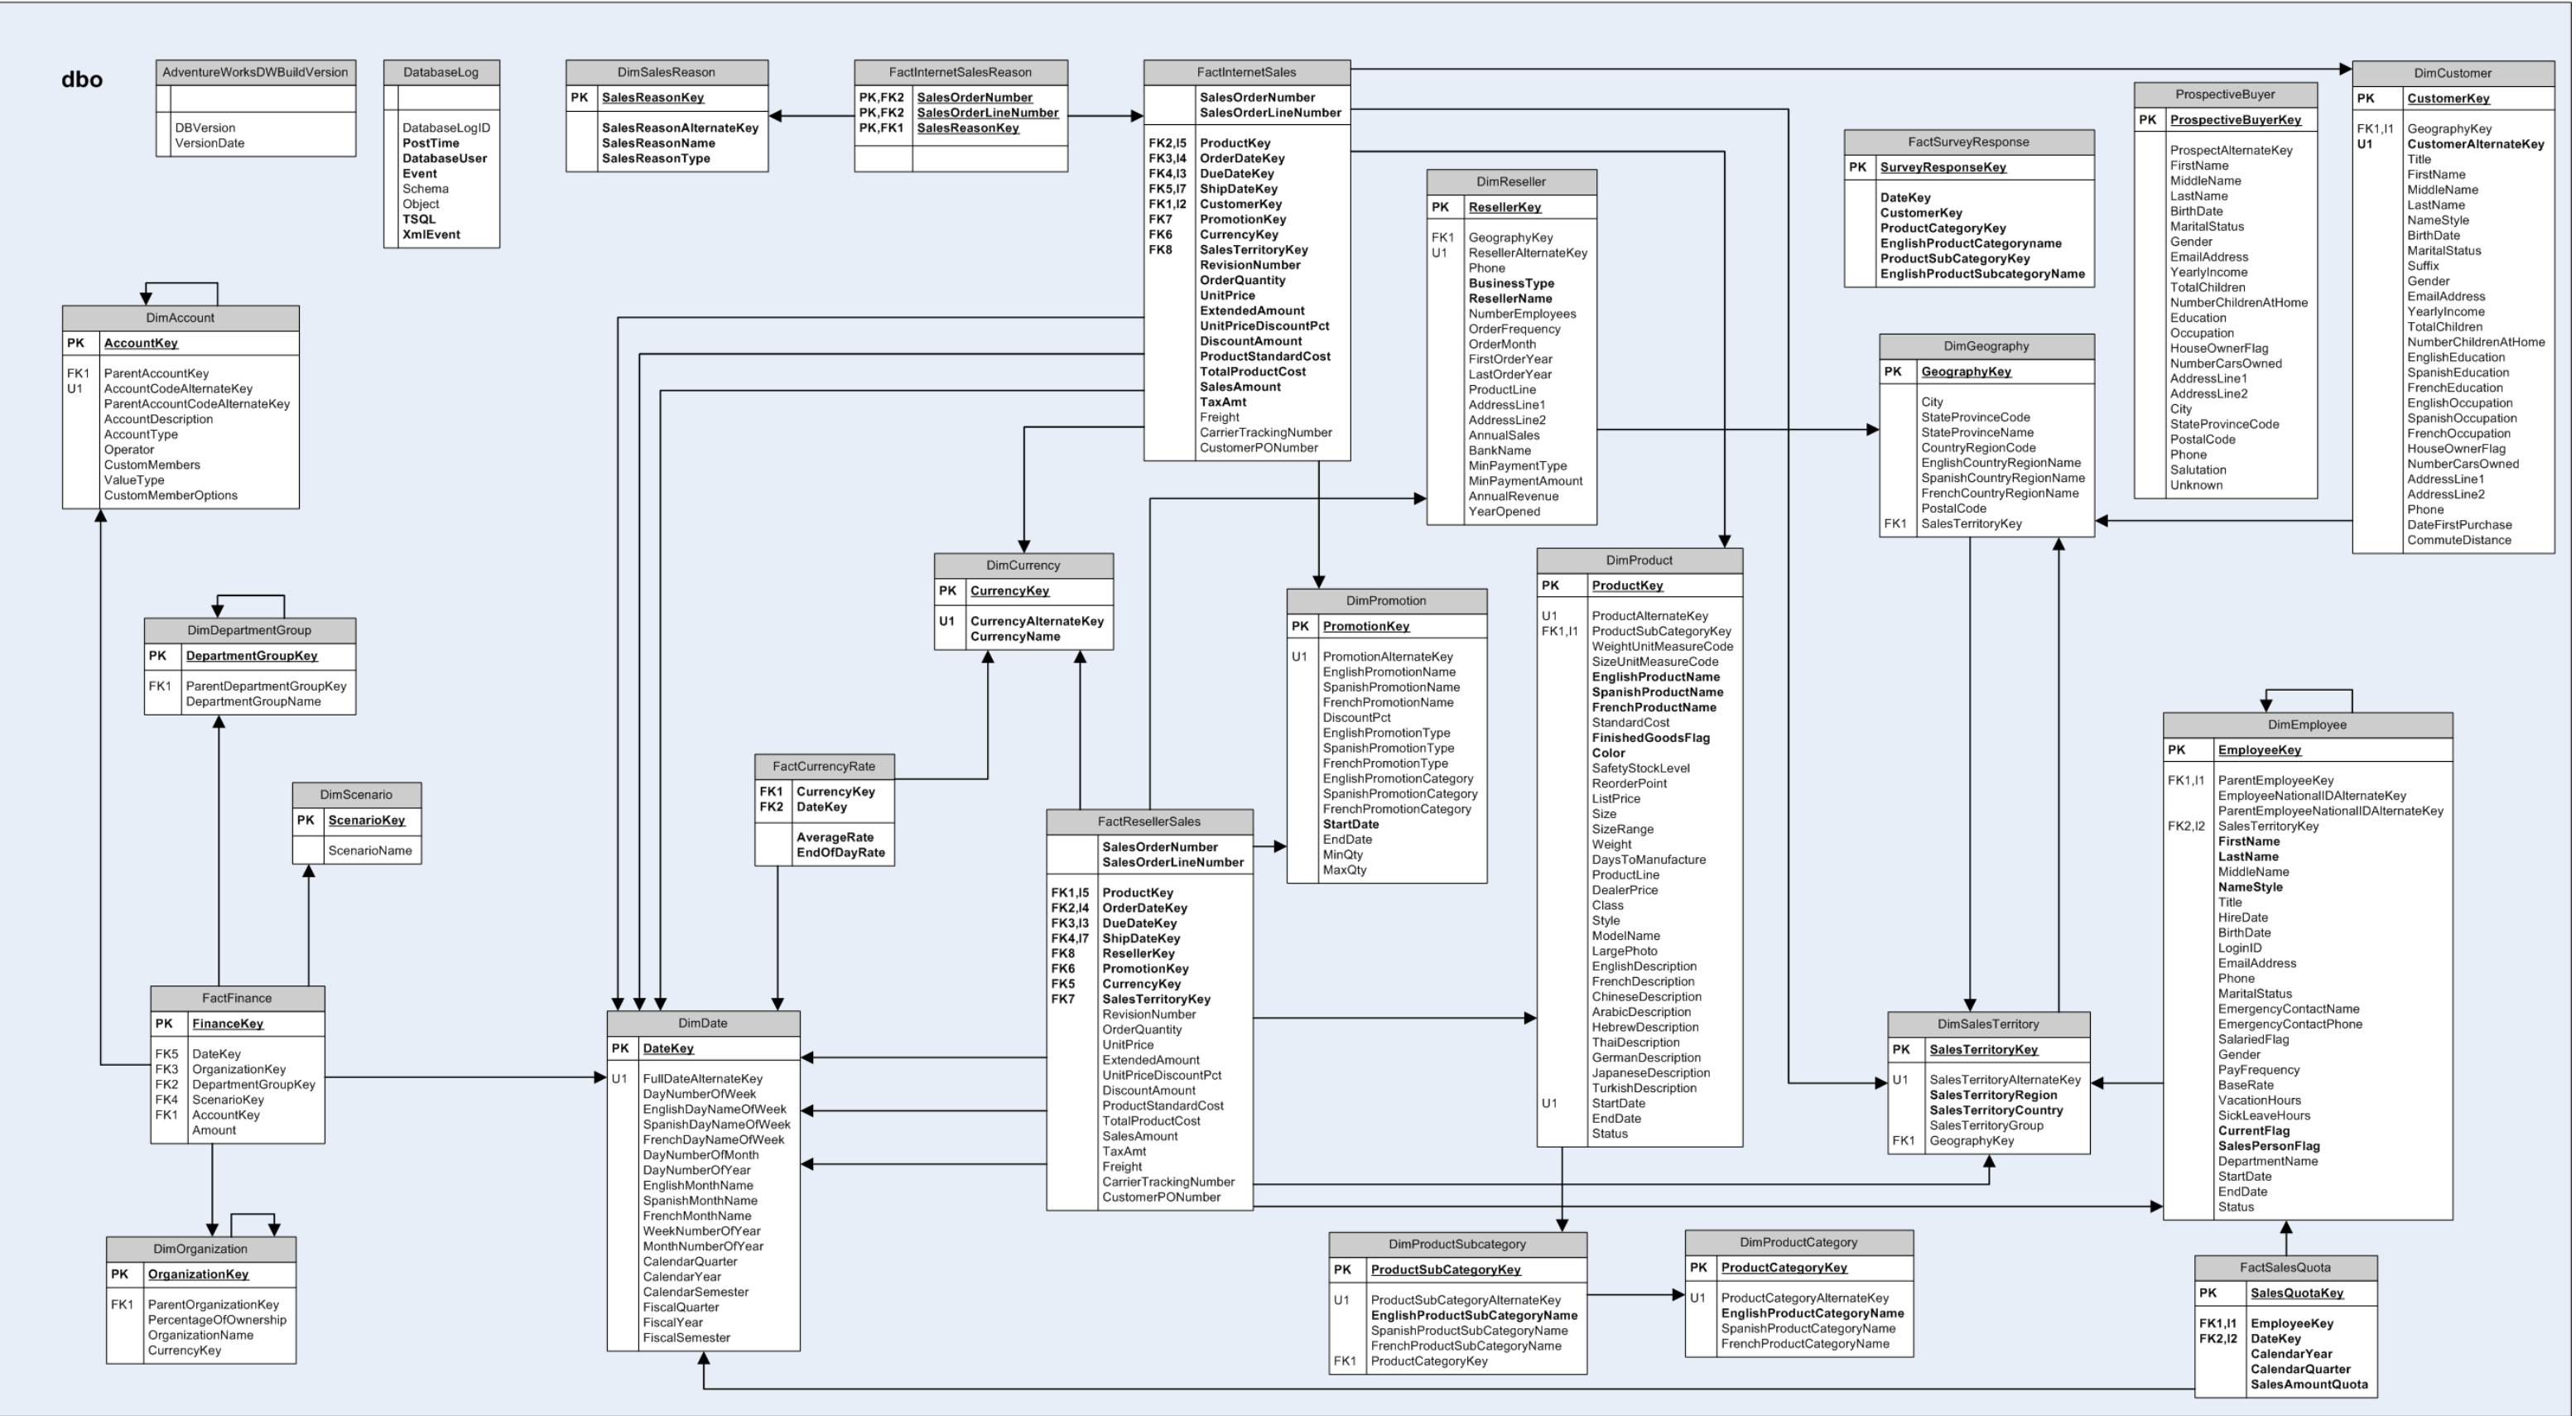 dbo
AdventureWorksDWBuildVersion
DBVersion
VersionDate
DatabaseLog
DatabaseLogID
PostTime
DatabaseUser
Event
Schema
Object
TSQL
XmlEvent
DimSalesReason
PK SalesReasonKey
SalesReasonAlternateKey
SalesReasonName
SalesReasonType
FactInternetSalesReason
PK,FK2 SalesOrderNumber
PK,FK2 SalesOrderLineNumber
PK,FK1 SalesReasonKey
FactInternetSales
SalesOrderNumber
SalesOrderLineNumber
FK2,I5 ProductKey
FK3,I4 OrderDateKey
FK4,I3 DueDateKey
FK5,I7 ShipDateKey
FK1,I2 CustomerKey
FK7 PromotionKey
FK6 CurrencyKey
FK8 SalesTerritoryKey
RevisionNumber
OrderQuantity
UnitPrice
ExtendedAmount
UnitPriceDiscountPct
DiscountAmount
ProductStandardCost
TotalProductCost
SalesAmount
TaxAmt
Freight
CarrierTrackingNumber
CustomerPONumber
DimReseller
PK ResellerKey
FK1 GeographyKey
U1 ResellerAlternateKey
Phone
BusinessType
ResellerName
NumberEmployees
OrderFrequency
OrderMonth
FirstOrderYear
LastOrderYear
ProductLine
AddressLine1
AddressLine2
AnnualSales
BankName
MinPaymentType
MinPaymentAmount
AnnualRevenue
YearOpened
FactSurveyResponse
PK SurveyResponseKey
DateKey
CustomerKey
ProductCategoryKey
EnglishProductCategoryname
ProductSubCategoryKey
EnglishProductSubcategoryName
ProspectiveBuyer
PK ProspectiveBuyerKey
ProspectAlternateKey
FirstName
MiddleName
LastName
BirthDate
MaritalStatus
Gender
EmailAddress
YearlyIncome
TotalChildren
NumberChildrenAtHome
Education
Occupation
HouseOwnerFlag
NumberCarsOwned
AddressLine1
AddressLine2
City
StateProvinceCode
PostalCode
Phone
Salutation
Unknown
DimCustomer
PK CustomerKey
FK1,I1 GeographyKey
U1 CustomerAlternateKey
Title
FirstName
MiddleName
LastName
NameStyle
BirthDate
MaritalStatus
Suffix
Gender
EmailAddress
YearlyIncome
TotalChildren
NumberChildrenAtHome
EnglishEducation
SpanishEducation
FrenchEducation
EnglishOccupation
SpanishOccupation
FrenchOccupation
HouseOwnerFlag
NumberCarsOwned
AddressLine1
AddressLine2
Phone
DateFirstPurchase
CommuteDistance
DimAccount
PK AccountKey
FK1 ParentAccountKey
U1 AccountCodeAlternateKey
ParentAccountCodeAlternateKey
AccountDescription
AccountType
Operator
CustomMembers
ValueType
CustomMemberOptions
DimGeography
PK GeographyKey
City
StateProvinceCode
StateProvinceName
CountryRegionCode
EnglishCountryRegionName
SpanishCountryRegionName
FrenchCountryRegionName
PostalCode
FK1 SalesTerritoryKey
DimCurrency
PK CurrencyKey
U1 CurrencyAlternateKey
CurrencyName
DimPromotion
PK PromotionKey
U1 PromotionAlternateKey
EnglishPromotionName
SpanishPromotionName
FrenchPromotionName
DiscountPct
EnglishPromotionType
SpanishPromotionType
FrenchPromotionType
EnglishPromotionCategory
SpanishPromotionCategory
FrenchPromotionCategory
StartDate
EndDate
MinQty
MaxQty
DimProduct
PK ProductKey
U1 ProductAlternateKey
FK1,I1 ProductSubCategoryKey
WeightUnitMeasureCode
SizeUnitMeasureCode
EnglishProductName
SpanishProductName
FrenchProductName
StandardCost
FinishedGoodsFlag
Color
SafetyStockLevel
ReorderPoint
ListPrice
Size
SizeRange
Weight
DaysToManufacture
ProductLine
DealerPrice
Class
Style
ModelName
LargePhoto
EnglishDescription
FrenchDescription
ChineseDescription
ArabicDescription
HebrewDescription
ThaiDescription
GermanDescription
JapaneseDescription
TurkishDescription
U1 StartDate
EndDate
Status
DimDepartmentGroup
PK DepartmentGroupKey
FK1 ParentDepartmentGroupKey
DepartmentGroupName
DimScenario
PK ScenarioKey
ScenarioName
FactCurrencyRate
FK1 CurrencyKey
FK2 DateKey
AverageRate
EndOfDayRate
FactResellerSales
SalesOrderNumber
SalesOrderLineNumber
FK1,I5 ProductKey
FK2,I4 OrderDateKey
FK3,I3 DueDateKey
FK4,I7 ShipDateKey
FK8 ResellerKey
FK6 PromotionKey
FK5 CurrencyKey
FK7 SalesTerritoryKey
RevisionNumber
OrderQuantity
UnitPrice
ExtendedAmount
UnitPriceDiscountPct
DiscountAmount
ProductStandardCost
TotalProductCost
SalesAmount
TaxAmt
Freight
CarrierTrackingNumber
CustomerPONumber
DimEmployee
PK EmployeeKey
FK1,I1 ParentEmployeeKey
EmployeeNationalIDAlternateKey
ParentEmployeeNationalIDAlternateKey
FK2,I2 SalesTerritoryKey
FirstName
LastName
MiddleName
NameStyle
Title
HireDate
BirthDate
LoginID
EmailAddress
Phone
MaritalStatus
EmergencyContactName
EmergencyContactPhone
SalariedFlag
Gender
PayFrequency
BaseRate
VacationHours
SickLeaveHours
CurrentFlag
SalesPersonFlag
DepartmentName
StartDate
EndDate
Status
FactFinance
PK FinanceKey
FK5 DateKey
FK3 OrganizationKey
FK2 DepartmentGroupKey
FK4 ScenarioKey
FK1 AccountKey
Amount
DimDate
PK DateKey
U1 FullDateAlternateKey
DayNumberOfWeek
EnglishDayNameOfWeek
SpanishDayNameOfWeek
FrenchDayNameOfWeek
DayNumberOfMonth
DayNumberOfYear
EnglishMonthName
SpanishMonthName
FrenchMonthName
WeekNumberOfYear
MonthNumberOfYear
CalendarQuarter
CalendarYear
CalendarSemester
FiscalQuarter
FiscalYear
FiscalSemester
DimSalesTerritory
PK SalesTerritoryKey
U1 SalesTerritoryAlternateKey
SalesTerritoryRegion
SalesTerritoryCountry
SalesTerritoryGroup
FK1 GeographyKey
DimOrganization
PK OrganizationKey
FK1 ParentOrganizationKey
PercentageOfOwnership
OrganizationName
CurrencyKey
DimProductSubcategory
PK ProductSubCategoryKey
U1 ProductSubCategoryAlternateKey
EnglishProductSubCategoryName
SpanishProductSubCategoryName
FrenchProductSubCategoryName
FK1 ProductCategoryKey
DimProductCategory
PK ProductCategoryKey
U1 ProductCategoryAlternateKey
EnglishProductCategoryName
SpanishProductCategoryName
FrenchProductCategoryName
FactSalesQuota
PK SalesQuotaKey
FK1,I1 EmployeeKey
FK2,I2 DateKey
CalendarYear
CalendarQuarter
SalesAmountQuota